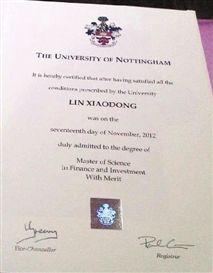 THE UNIVERSITY OF NOTTINGHAM
It is hereby certified that after having satisfied all the
conditions prescribed by the University
LIN XIAODONG
was on the
seventeenth day of November, 2012
duly admitted to the degree of
Master of Science
in Finance and Investment
With Merit
Vice-Chancellor
Registrar